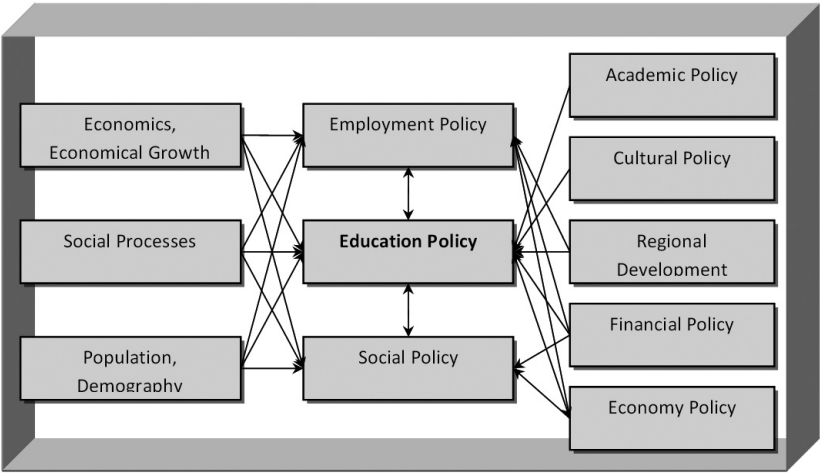 Economics,
Economical Growth
Social Processes
Population,
Demography
Employment Policy
Education Policy
Social Policy
Academic Policy
Cultural Policy
Regional
Development
Financial Policy
Economy Policy